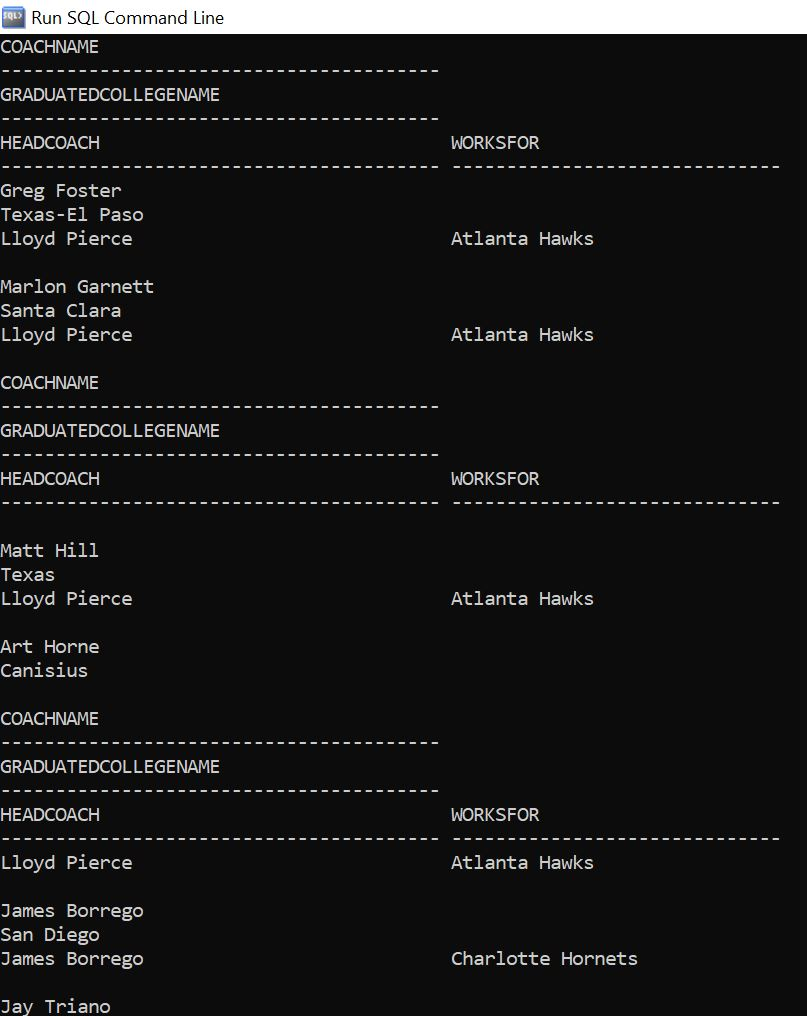 SQL> Run SQL Command Line
COACHNAME
----------------------------------------
GRADUATEDCOLLEGENAME
----------------------------------------
HEADCOACH WORKSFOR
---------------------------------------- ------------------------------
Greg Foster
Texas-El Paso
Lloyd Pierce Atlanta Hawks
Marlon Garnett
Santa Clara
Lloyd Pierce Atlanta Hawks
COACHNAME
----------------------------------------
GRADUATEDCOLLEGENAME
----------------------------------------
HEADCOACH WORKSFOR
---------------------------------------- ------------------------------
Matt Hill
Texas
Lloyd Pierce Atlanta Hawks
Art Horne
Canisius
COACHNAME
----------------------------------------
GRADUATEDCOLLEGENAME
----------------------------------------
HEADCOACH WORKSFOR
---------------------------------------- ------------------------------
Lloyd Pierce Atlanta Hawks
James Borrego
San Diego
James Borrego Charlotte Hornets
Jay Triano